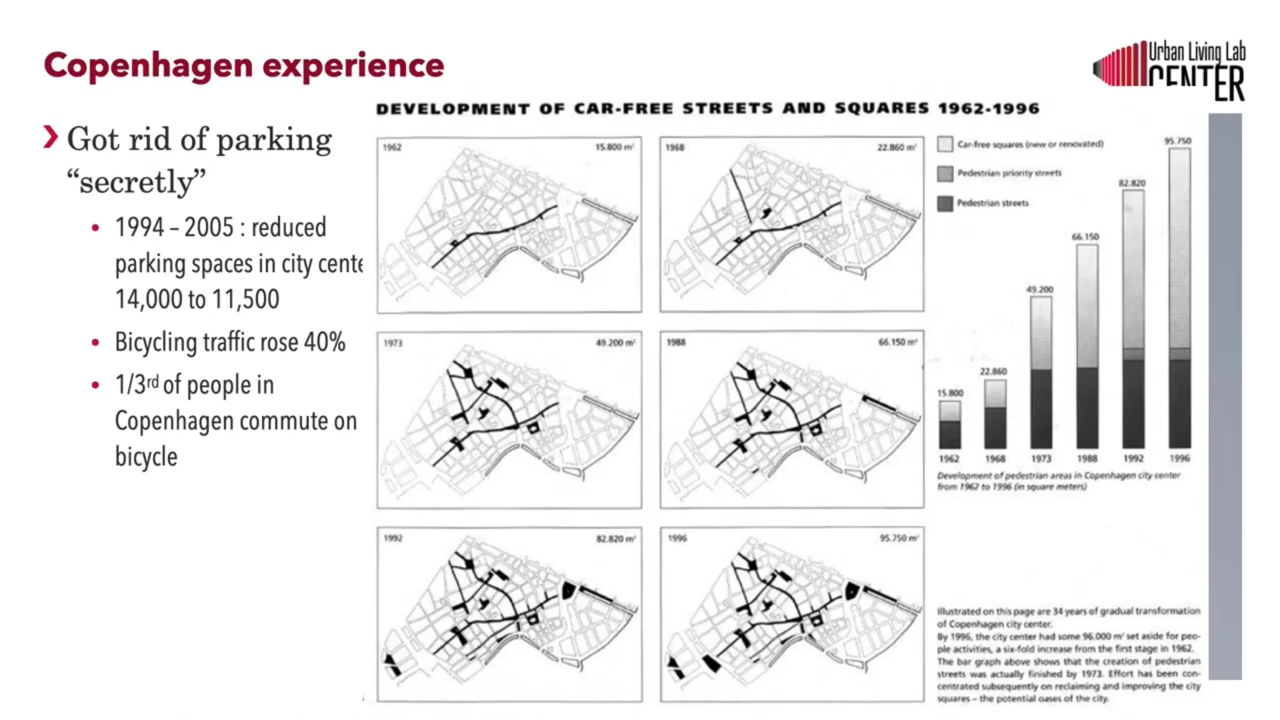 Copenhagen experience
Urban Living Lab
CENTER
DEVELOPMENT OF CAR-FREE STREETS AND SQUARES 1962-1996
Got rid of parking
“secretly”
1994 – 2005 : reduced
parking spaces in city cente
14,000 to 11,500
Bicycling traffic rose 40%
1/3rd of people in
Copenhagen commute on
bicycle
1962 15.800 m²
1968 22.860 m²
1973 49.200 m²
1988 66.150 m²
1992 82.820 m²
1996 95.750 m²
Car-free squares (new or renovated)
Pedestrian priority streets
Pedestrian streets
15.800
22.860
49.200
66.150
82.820
95.750
1962 1968 1973 1988 1992 1996
Development of pedestrian areas in Copenhagen city center
from 1962 to 1996 (in square meters)
Illustrated on this page are 34 years of gradual transformation
of Copenhagen city center.
By 1996, the city center had some 96.000 m² set aside for peo-
ple activities, a six-fold increase from the first stage in 1962.
The bar graph above shows that the creation of pedestrian
streets was actually finished by 1973. Effort has been con-
centrated subsequently on reclaiming and improving the city
squares – the potential oases of the city.